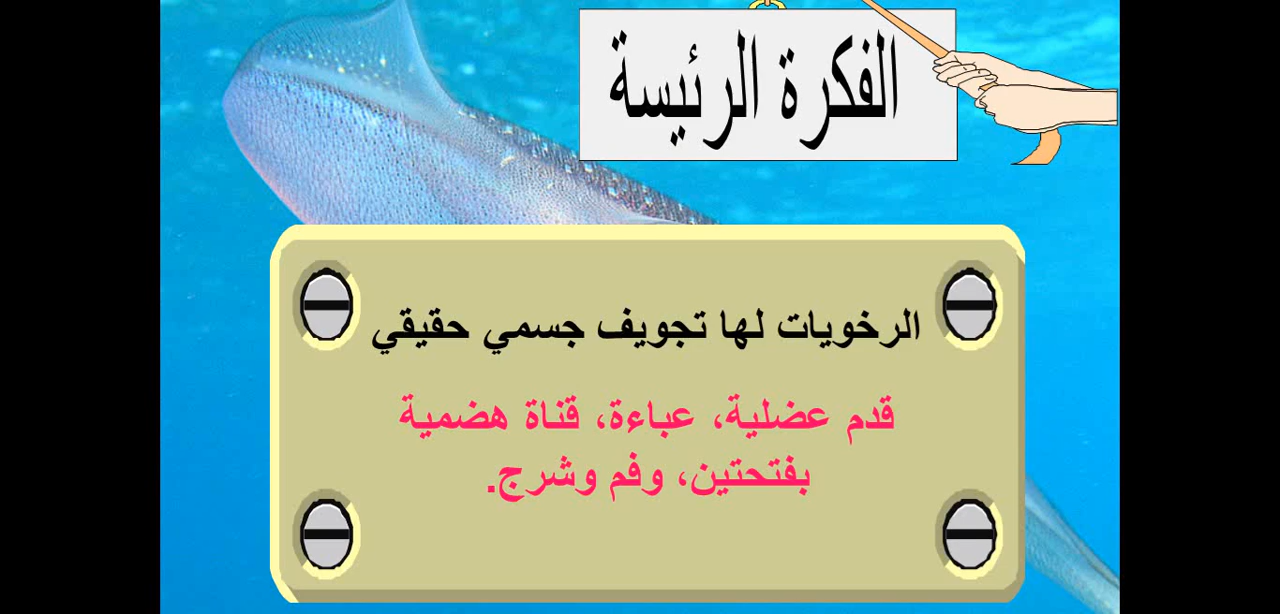 الفكرة الرئيسة
الرخويات لها تجويف جسمي حقيقي
قدم عضلية، عباءة، قناة هضمية
بفتحتين، وفم وشرج.